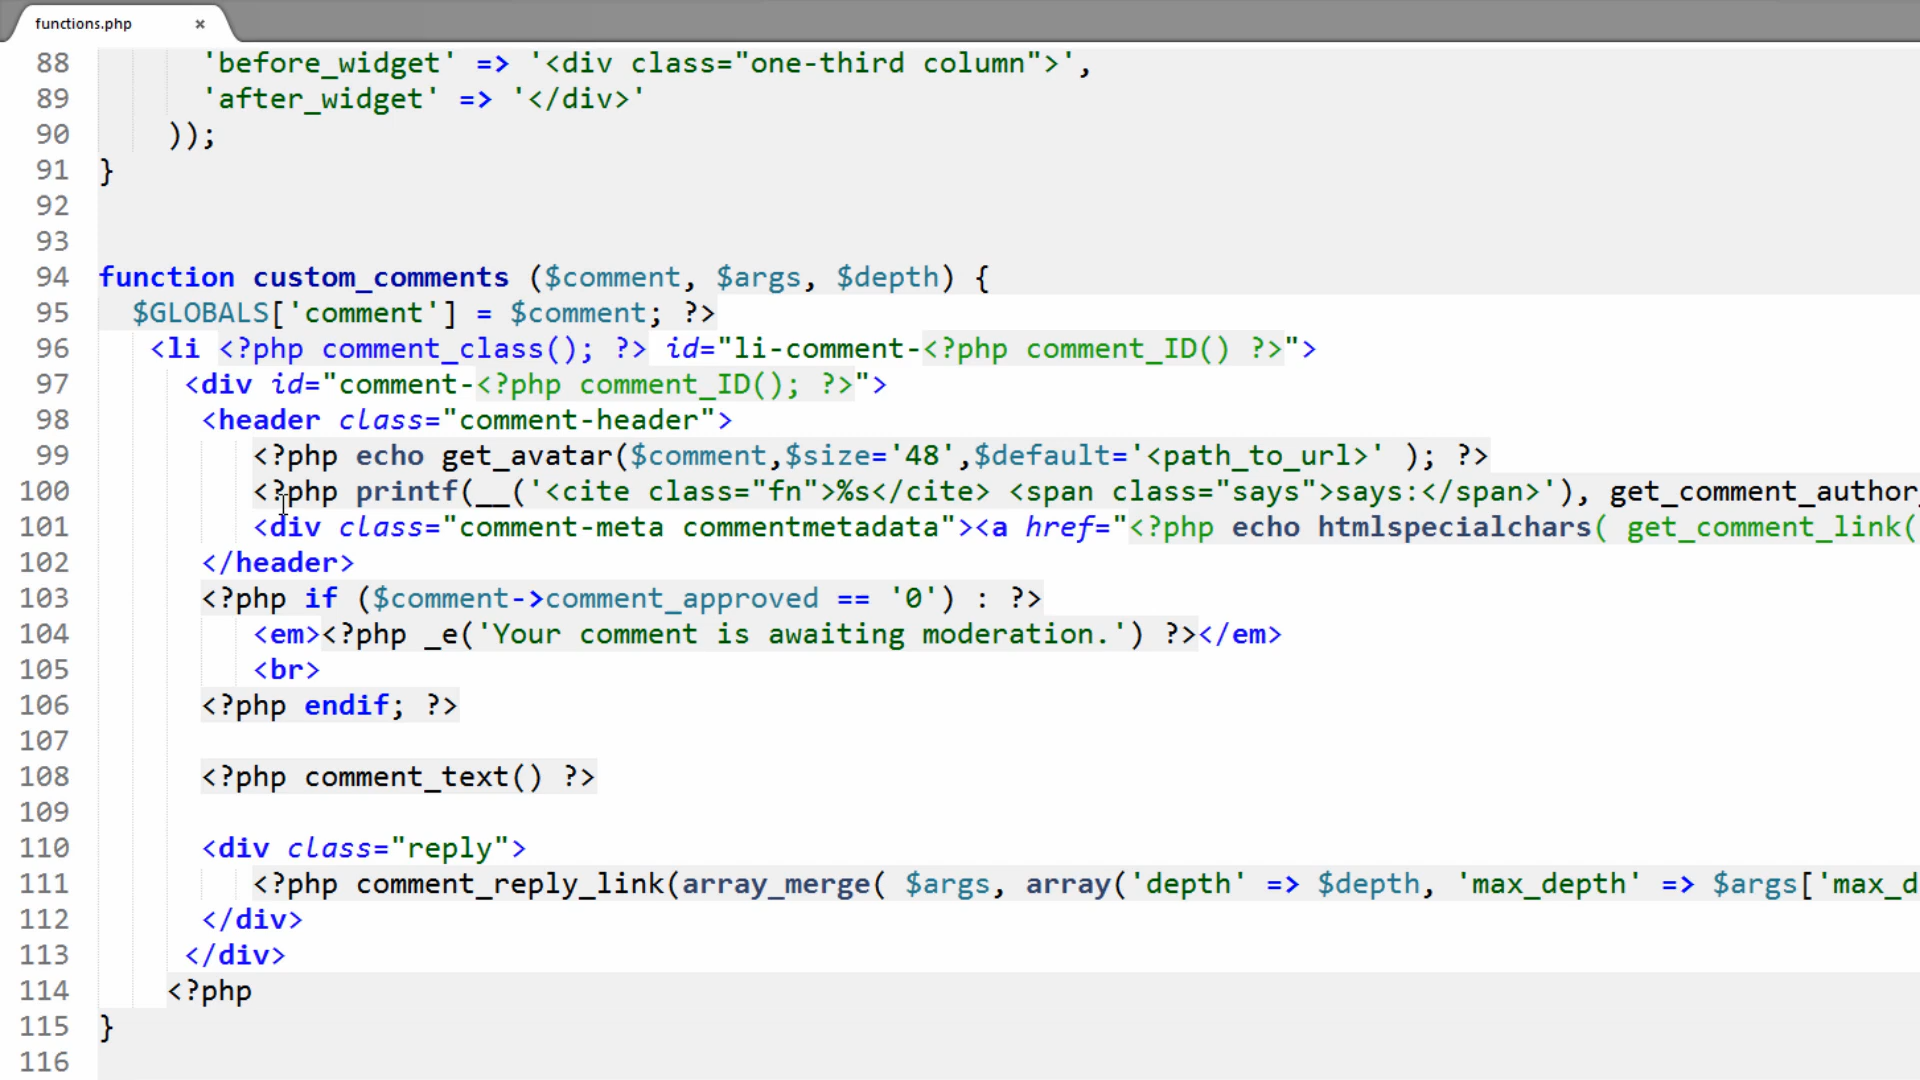 functions.php ×
88 'before_widget' => '<div class="one-third column">',
89 'after_widget' => '</div>'
90 ));
91 }
92
93
94 function custom_comments ($comment, $args, $depth) {
95 $GLOBALS['comment'] = $comment; ?>
96 <li <?php comment_class(); ?> id="li-comment-<?php comment_ID() ?>">
97 <div id="comment-<?php comment_ID(); ?>">
98 <header class="comment-header">
99 <?php echo get_avatar($comment,$size='48',$default='<path_to_url>' ); ?>
100 <?php printf(__('<cite class="fn">%s</cite> <span class="says">says:</span>'), get_comment_author_
101 <div class="comment-meta commentmetadata"><a href="<?php echo htmlspecialchars( get_comment_link(
102 </header>
103 <?php if ($comment->comment_approved == '0') : ?>
104 <em><?php _e('Your comment is awaiting moderation.') ?></em>
105 <br>
106 <?php endif; ?>
107
108 <?php comment_text() ?>
109
110 <div class="reply">
111 <?php comment_reply_link(array_merge( $args, array('depth' => $depth, 'max_depth' => $args['max_d
112 </div>
113 </div>
114 <?php
115 }
116